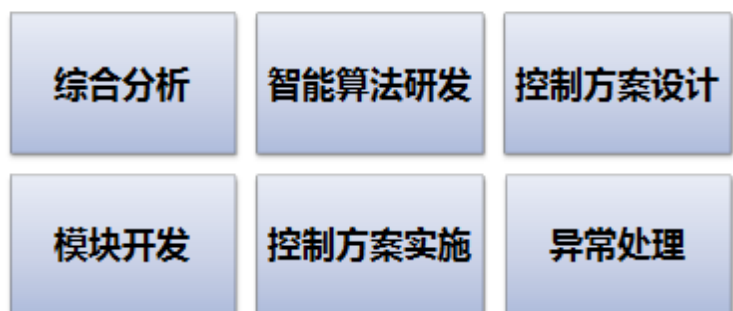 综合分析
智能算法研发
控制方案设计
模块开发
控制方案实施
异常处理